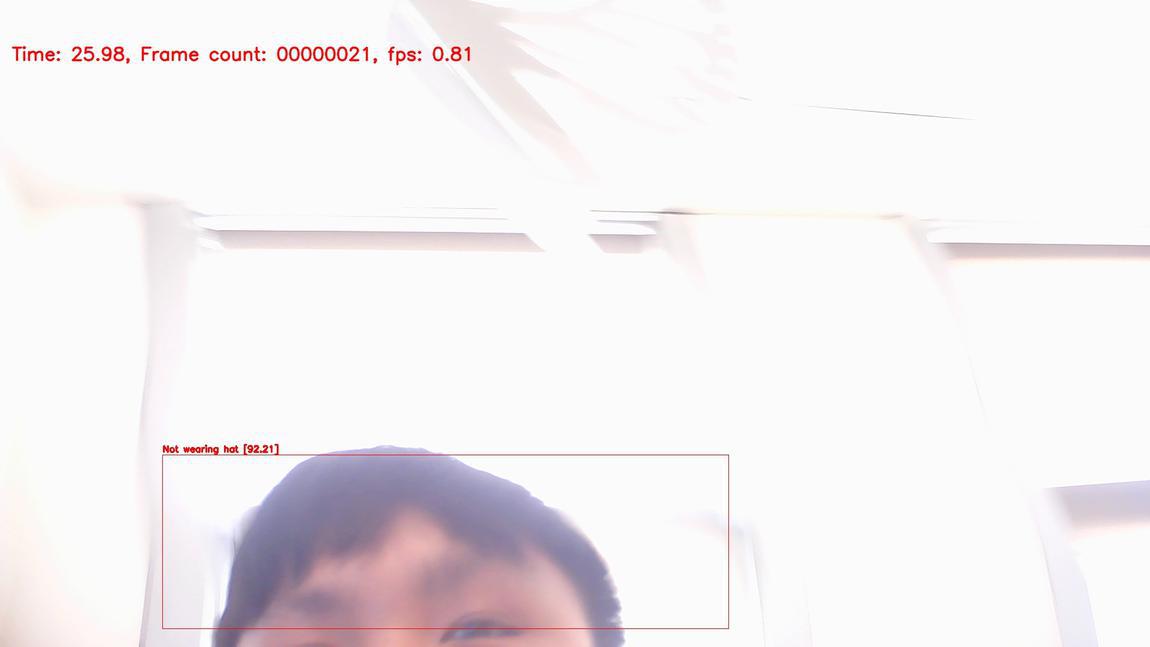 Time: 25.98, Frame count: 00000021, fps: 0.81
Not wearing hat [92.21]